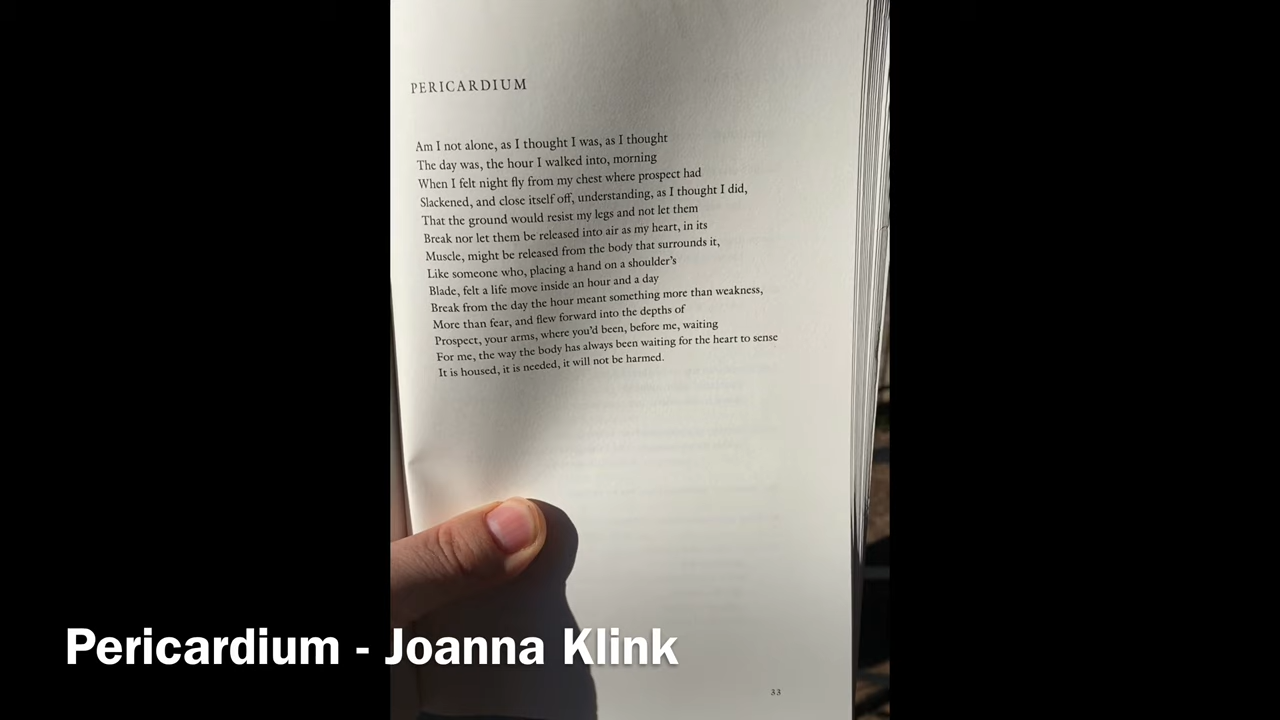 PERICARDIUM
Am I not alone, as I thought I was, as I thought
The day was, the hour I walked into, morning
When I felt night fly from my chest where prospect had
Slackened, and close itself off, understanding, as I thought I did,
That the ground would resist my legs and not let them
Break nor let them be released into air as my heart, in its
Muscle, might be released from the body that surrounds it,
Like someone who, placing a hand on a shoulder's
Blade, felt a life move inside an hour and a day
Break from the day the hour meant something more than weakness,
More than fear, and flew forward into the depths of
Prospect, your arms, where you'd been, before me, waiting
For me, the way the body has always been waiting for the heart to sense
It is housed, it is needed, it will not be harmed.
Pericardium - Joanna Klink
33